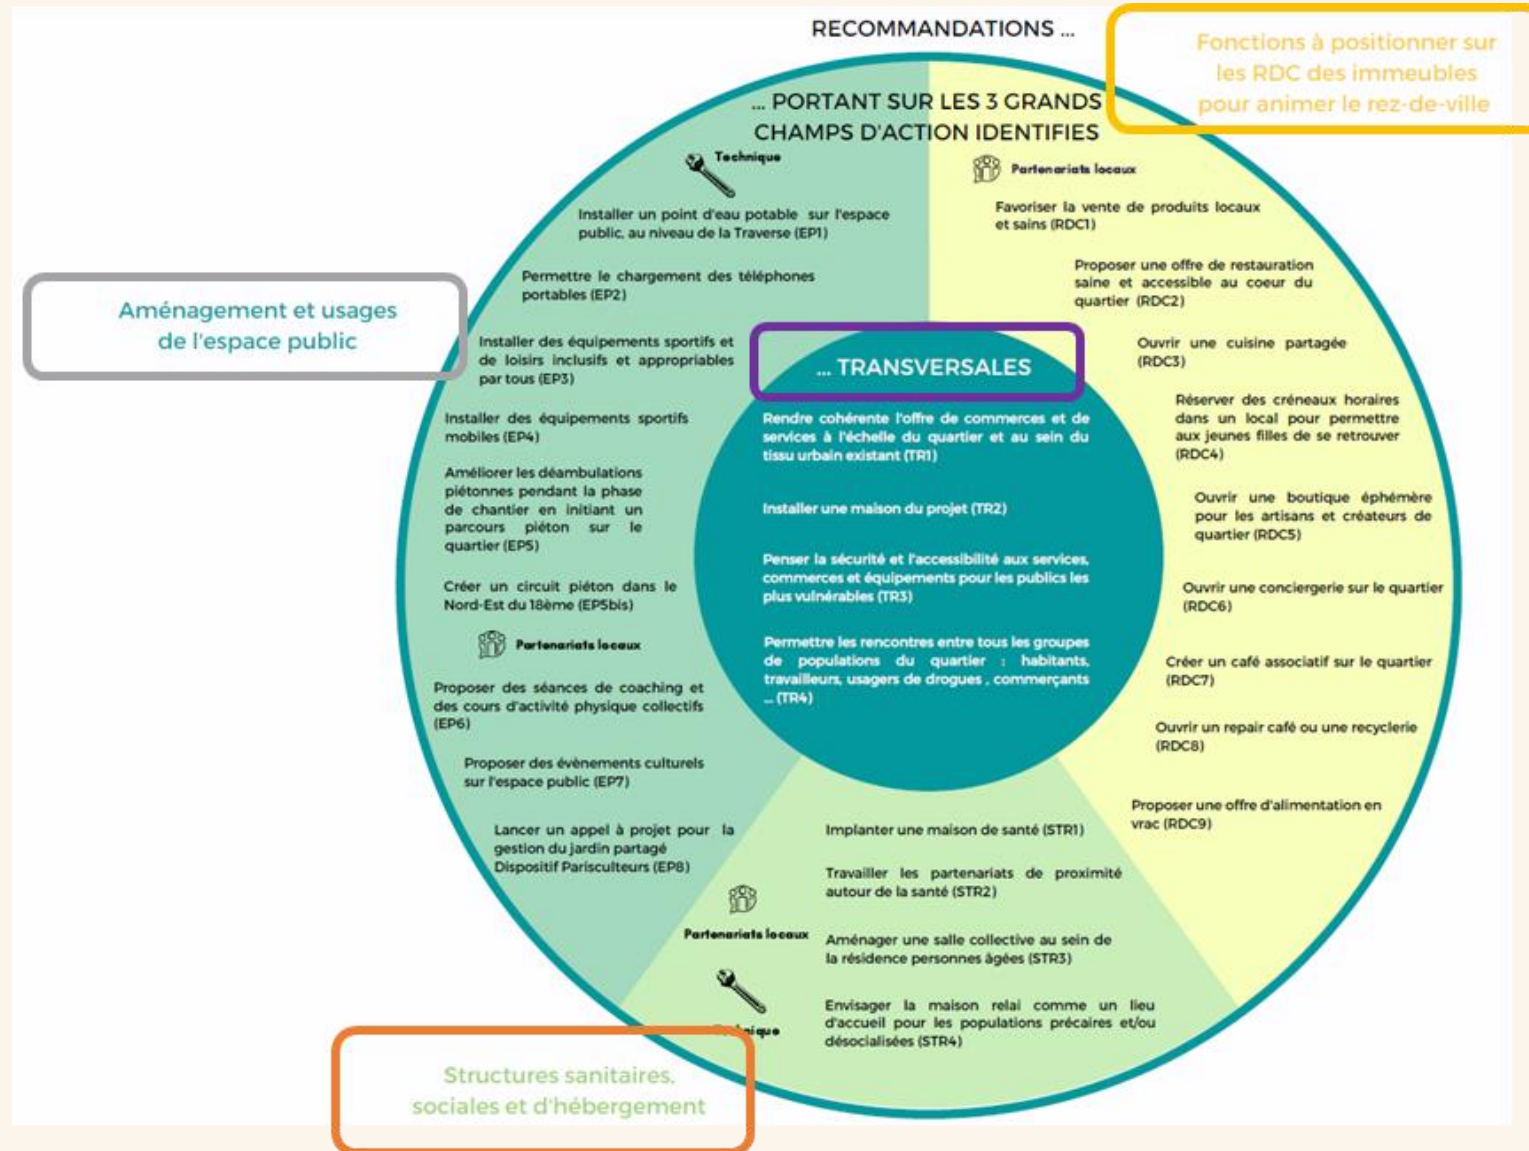 RECOMMANDATIONS ...
Fonctions à positionner sur
les RDC des immeubles
pour animer le rez-de-ville
... PORTANT SUR LES 3 GRANDS
CHAMPS D'ACTION IDENTIFIES
Aménagement et usages
de l'espace public
Technique
Installer un point d'eau potable sur l'espace
public, au niveau de la Traverse (EP1)
Permettre le chargement des téléphones
portables (EP2)
Installer des équipements sportifs et
de loisirs inclusifs et appropriables
par tous (EP3)
Installer des équipements sportifs
mobiles (EP4)
Améliorer les déambulations
piétonnes pendant la phase
de chantier en initiant un
parcours piéton sur le
quartier (EP5)
Créer un circuit piéton dans le
Nord-Est du 18ème (EP5bis)
Partenariats locaux
Proposer des séances de coaching et
des cours d'activité physique collectifs
(EP6)
Proposer des évènements culturels
sur l'espace public (EP7)
Lancer un appel à projet pour la
gestion du jardin partagé
Dispositif Parisculteurs (EP8)
... TRANSVERSALES
Rendre cohérente l'offre de commerces et de
services à l'échelle du quartier et au sein du
tissu urbain existant (TR1)
Installer une maison du projet (TR2)
Penser la sécurité et l'accessibilité aux services,
commerces et équipements pour les publics les
plus vulnérables (TR3)
Permettre les rencontres entre tous les groupes
de populations du quartier : habitants,
travailleurs, usagers de drogues , commerçants
... (TR4)
Partenariats locaux
Favoriser la vente de produits locaux
et sains (RDC1)
Proposer une offre de restauration
saine et accessible au coeur du
quartier (RDC2)
Ouvrir une cuisine partagée
(RDC3)
Réserver des créneaux horaires
dans un local pour permettre
aux jeunes filles de se retrouver
(RDC4)
Ouvrir une boutique éphémère
pour les artisans et créateurs de
quartier (RDC5)
Ouvrir une conciergerie sur le quartier
(RDC6)
Créer un café associatif sur le quartier
(RDC7)
Ouvrir un repair café ou une recyclerie
(RDC8)
Proposer une offre d'alimentation en
vrac (RDC9)
Partenariats locaux
Technique
Implanter une maison de santé (STR1)
Travailler les partenariats de proximité
autour de la santé (STR2)
Aménager une salle collective au sein de
la résidence personnes âgées (STR3)
Envisager la maison relai comme un lieu
d'accueil pour les populations précaires et/ou
désocialisées (STR4)
Structures sanitaires,
sociales et d'hébergement